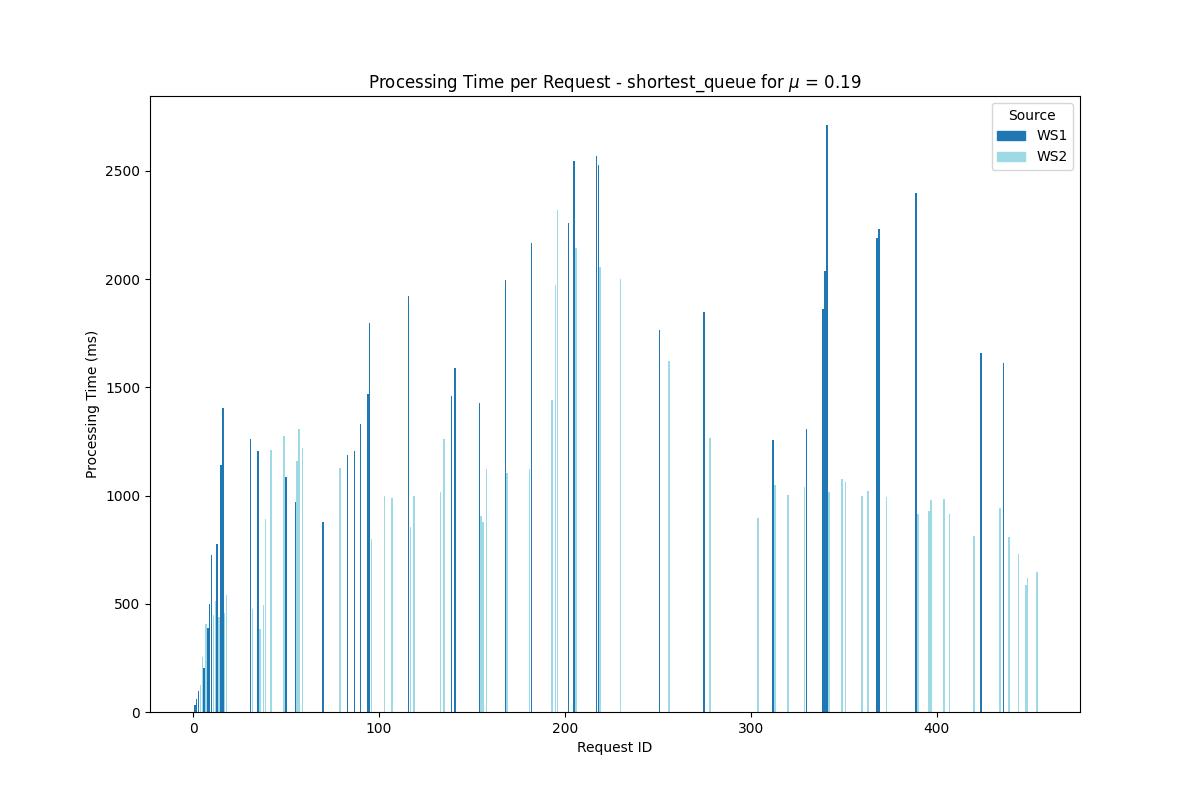 Processing Time per Request - shortest_queue for μ = 0.19
Source
WS1
WS2
Processing Time (ms)
2500
2000
1500
1000
500
0
0 100 200 300 400
Request ID